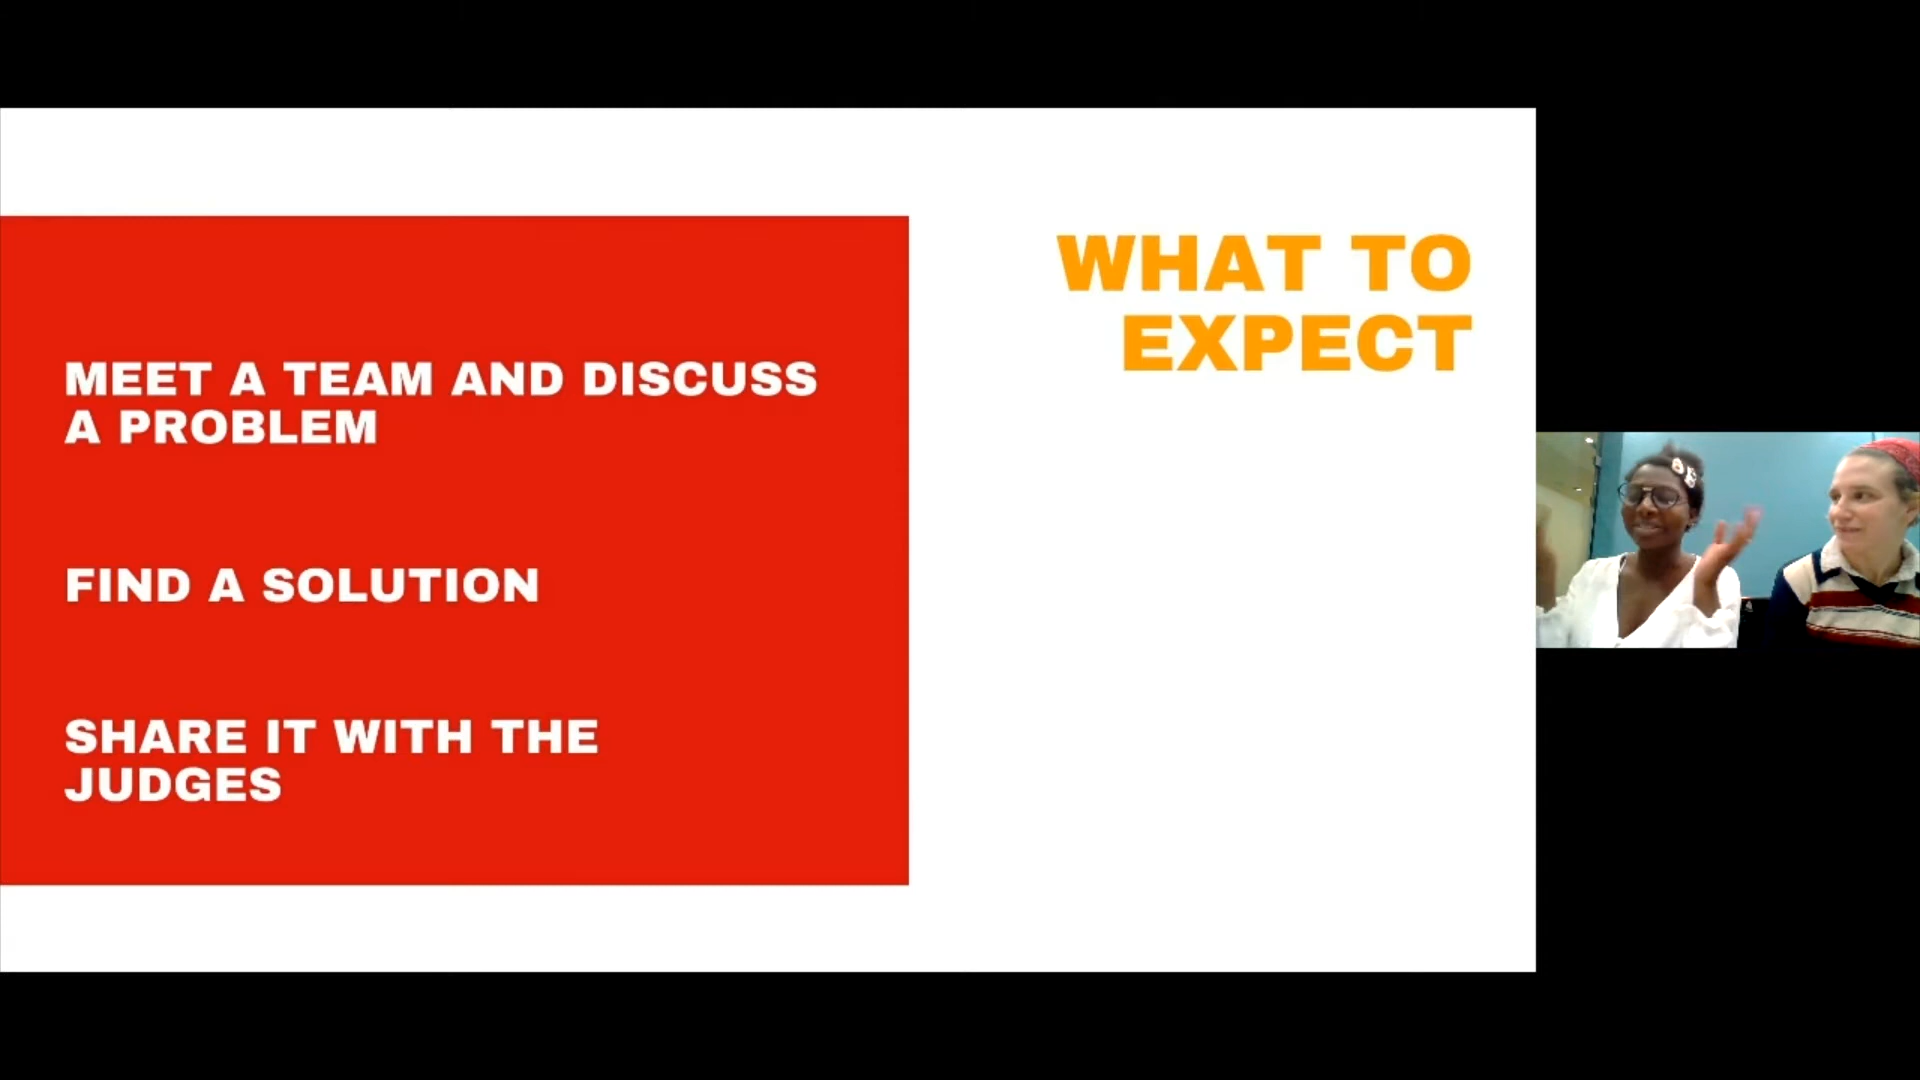 WHAT TO
EXPECT
MEET A TEAM AND DISCUSS
A PROBLEM
FIND A SOLUTION
SHARE IT WITH THE
JUDGES